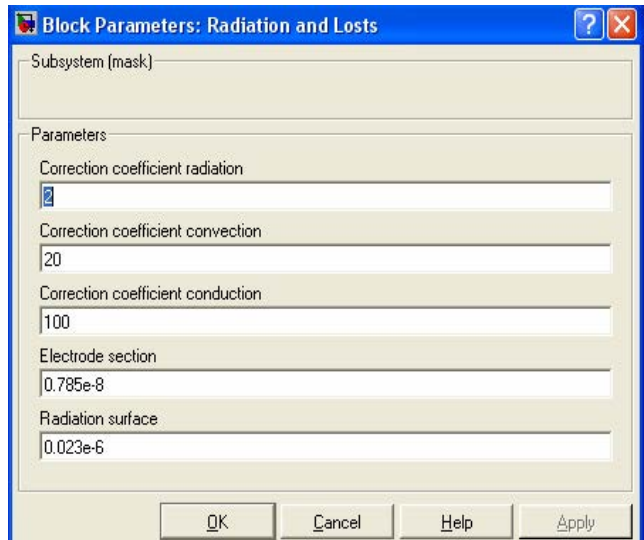 Block Parameters: Radiation and Losts
Subsystem (mask)
Parameters
Correction coefficient radiation
2
Correction coefficient convection
20
Correction coefficient conduction
100
Electrode section
0.785e-8
Radiation surface
0.023e-6
OK Cancel Help Apply